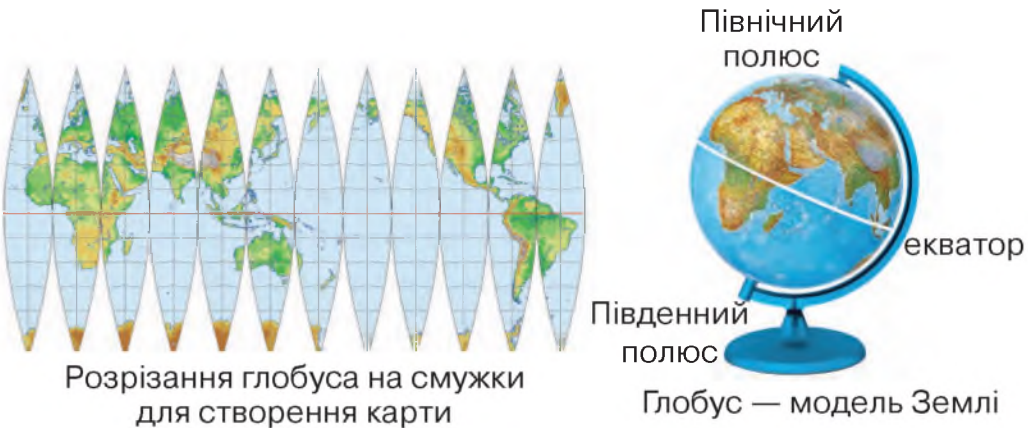 Північний
полюс
екватор
Південний
полюс
Розрізання глобуса на смужки
для створення карти
Глобус — модель Землі